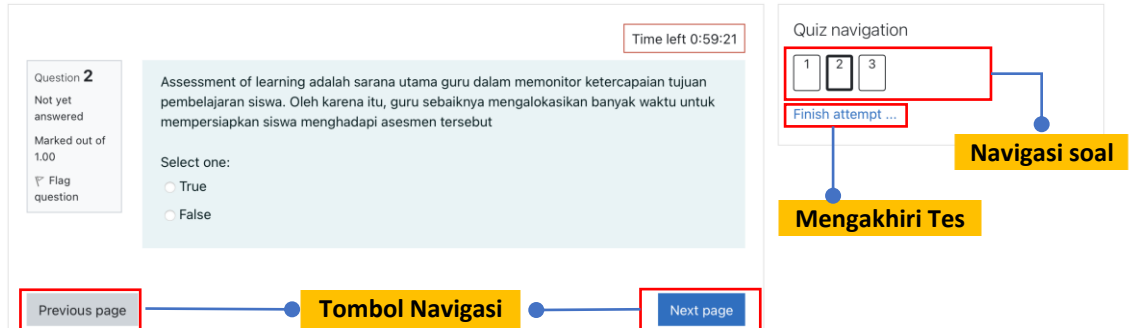 Time left 0:59:21
Question 2
Not yet
answered
Marked out of
1.00
Flag
question
Assessment of learning adalah sarana utama guru dalam memonitor ketercapaian tujuan
pembelajaran siswa. Oleh karena itu, guru sebaiknya mengalokasikan banyak waktu untuk
mempersiapkan siswa menghadapi asesmen tersebut
Select one:
True
False
Previous page
Tombol Navigasi
Next page
Quiz navigation
1 2 3
Finish attempt ...
Navigasi soal
Mengakhiri Tes